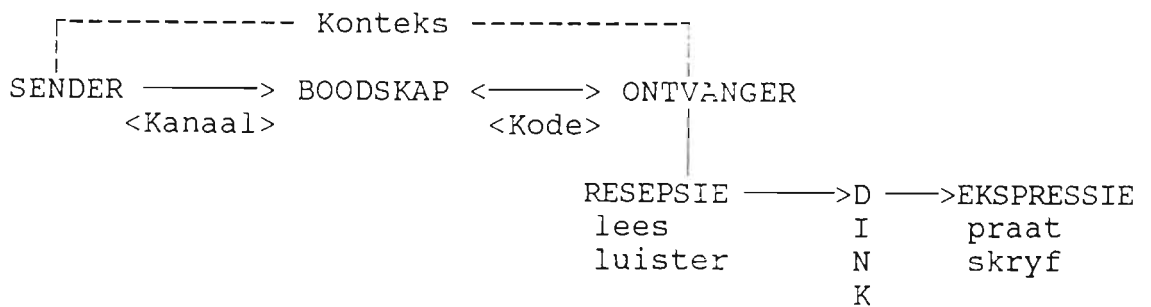 Konteks
SENDER ———> BOODSKAP <———> ONTVANGER
<Kanaal> <Kode>
RESEPSIE ———>D ——>EKSPRESSIE
lees I praat
luister N skryf
K